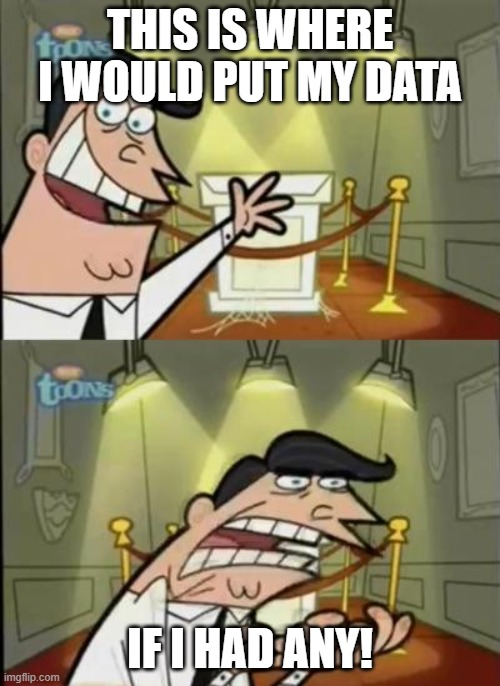 THIS IS WHERE
I WOULD PUT MY DATA
toons
toons
IF I HAD ANY!
imgflip.com